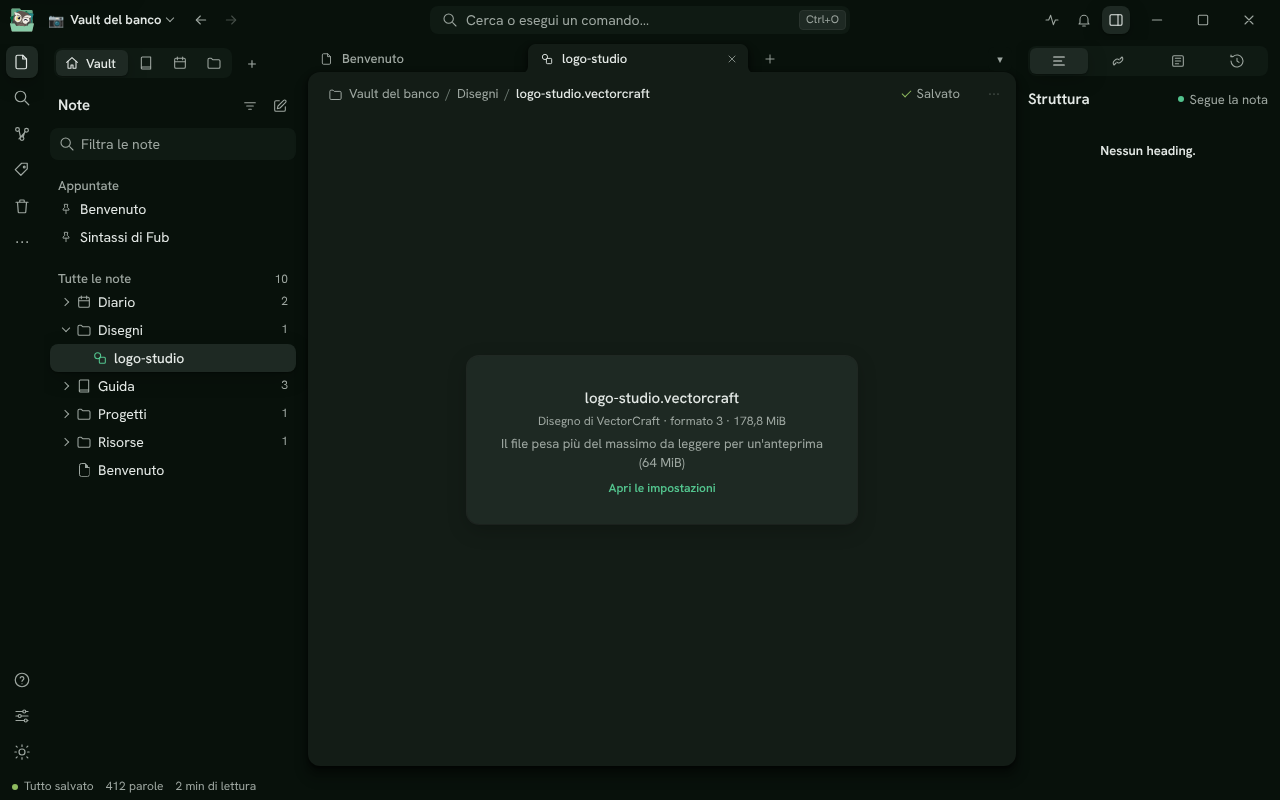 Vault del banco
Cerca o esegui un comando...
Ctrl+O
Vault
Benvenuto
logo-studio
Note
Vault del banco / Disegni / logo-studio.vectorcraft
Salvato
Struttura
Segue la nota
Filtra le note
Nessun heading.
Appuntate
Benvenuto
Sintassi di Fub
Tutte le note 10
Diario 2
Disegni 1
logo-studio
Guida 3
Progetti 1
Risorse 1
Benvenuto
logo-studio.vectorcraft
Disegno di VectorCraft · formato 3 · 178,8 MiB
Il file pesa più del massimo da leggere per un'anteprima
(64 MiB)
Apri le impostazioni
Tutto salvato 412 parole 2 min di lettura